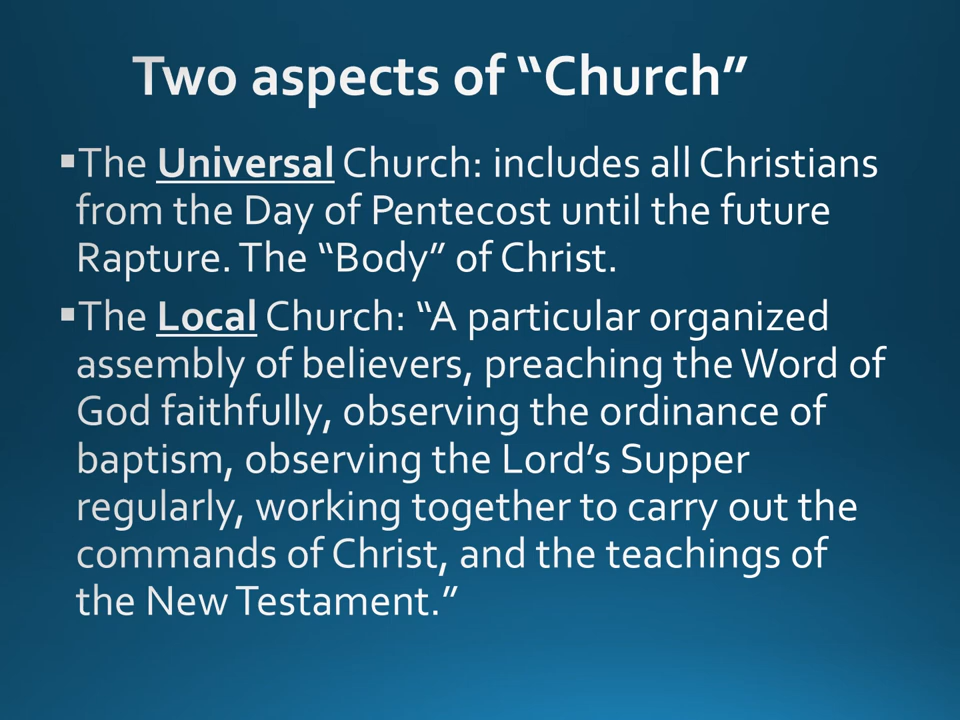 Two aspects of “Church”
▪The Universal Church: includes all Christians
from the Day of Pentecost until the future
Rapture. The “Body” of Christ.
▪The Local Church: “A particular organized
assembly of believers, preaching the Word of
God faithfully, observing the ordinance of
baptism, observing the Lord’s Supper
regularly, working together to carry out the
commands of Christ, and the teachings of
the New Testament.”